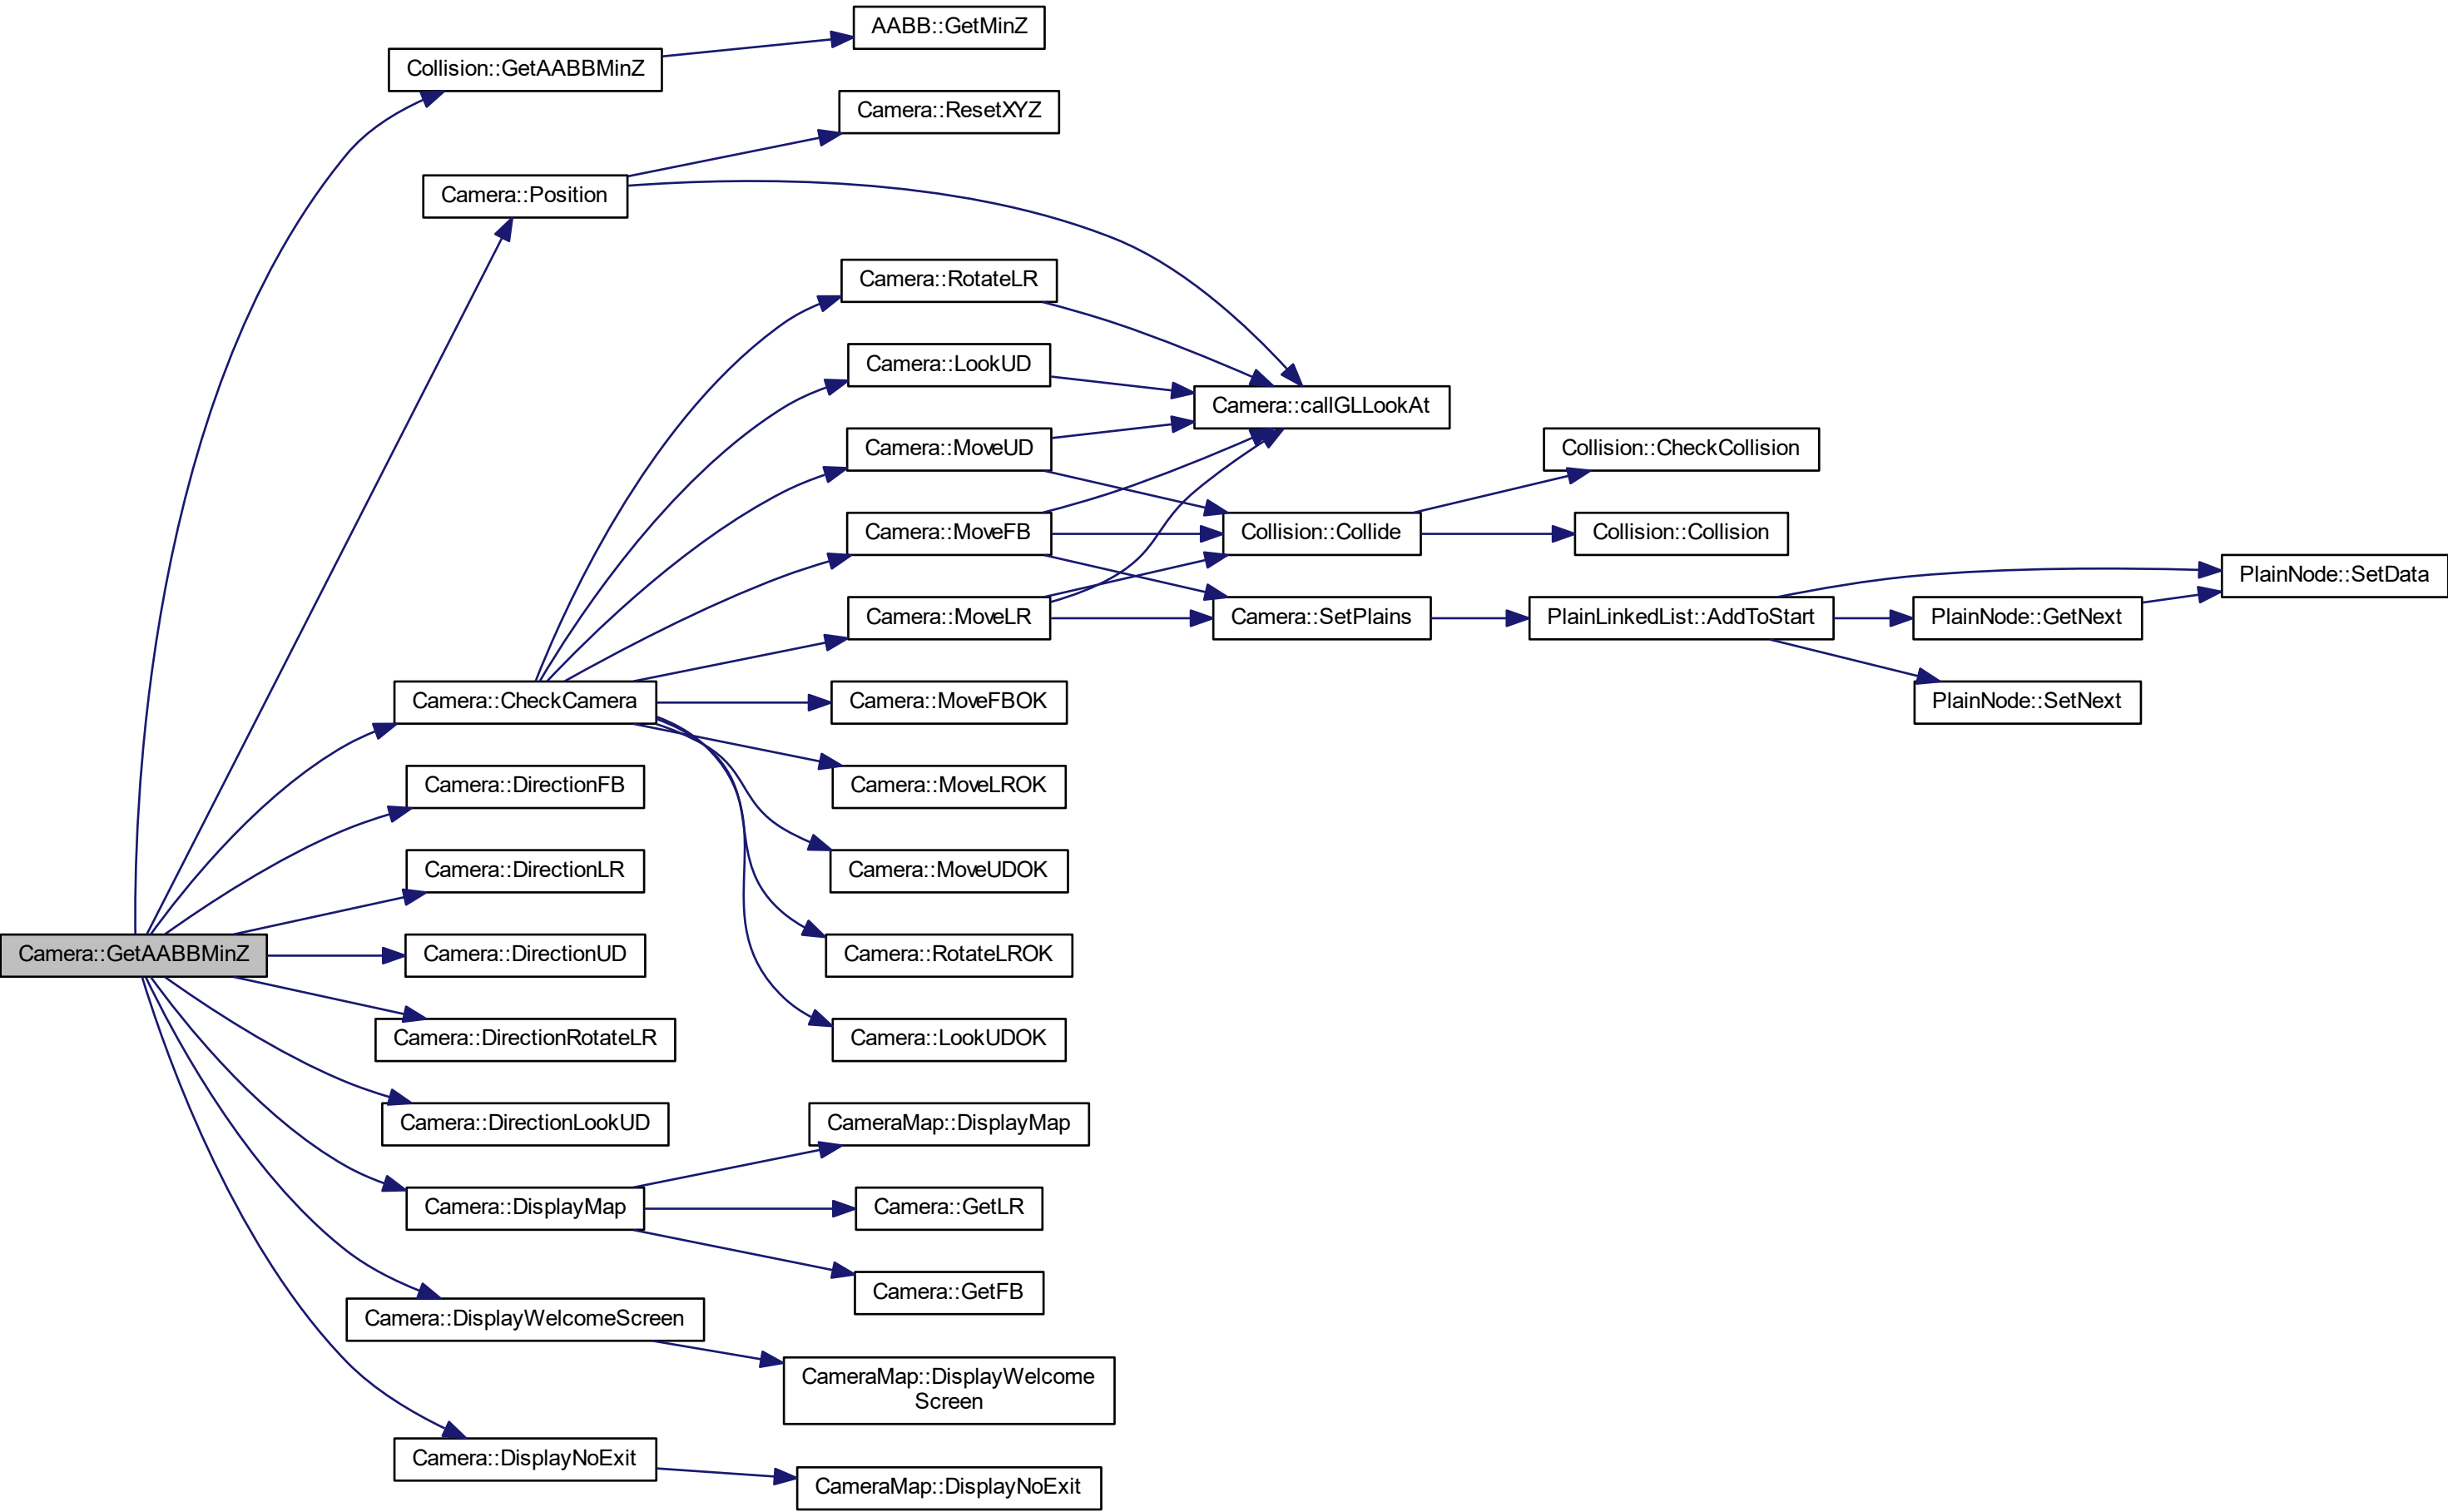 AABB::GetMinZ
Collision::GetAABBMinZ
Camera::ResetXYZ
Camera::Position
Camera::RotateLR
Camera::LookUD
Camera::callGLLookAt
Camera::MoveUD
Collision::CheckCollision
Camera::MoveFB
Collision::Collide
Collision::Collision
PlainNode::SetData
Camera::MoveLR
Camera::SetPlains
PlainLinkedList::AddToStart
PlainNode::GetNext
Camera::CheckCamera
Camera::MoveFBOK
PlainNode::SetNext
Camera::DirectionFB
Camera::MoveLROK
Camera::DirectionLR
Camera::MoveUDOK
Camera::GetAABBMinZ
Camera::DirectionUD
Camera::RotateLROK
Camera::DirectionRotateLR
Camera::LookUDOK
Camera::DirectionLookUD
CameraMap::DisplayMap
Camera::DisplayMap
Camera::GetLR
Camera::GetFB
Camera::DisplayWelcomeScreen
CameraMap::DisplayWelcome
Screen
Camera::DisplayNoExit
CameraMap::DisplayNoExit